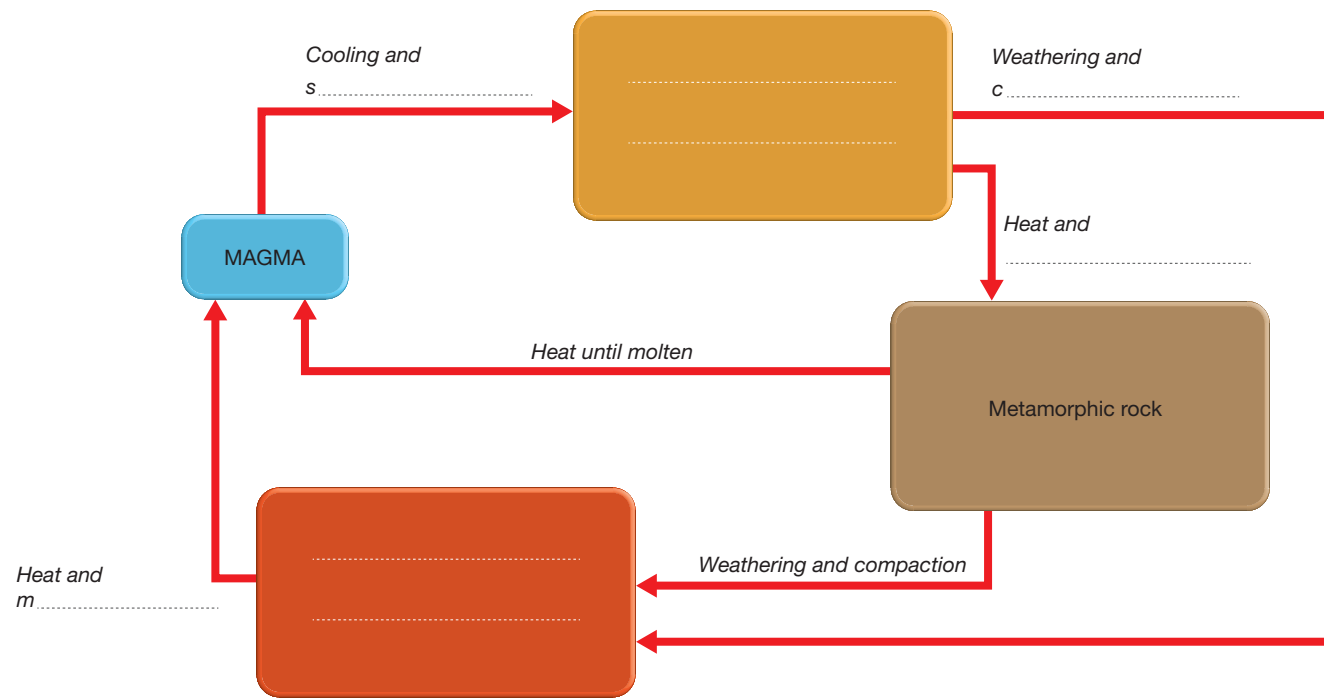 Cooling and
s
Weathering and
c
Heat and
MAGMA
Heat until molten
Metamorphic rock
Weathering and compaction
Heat and
m